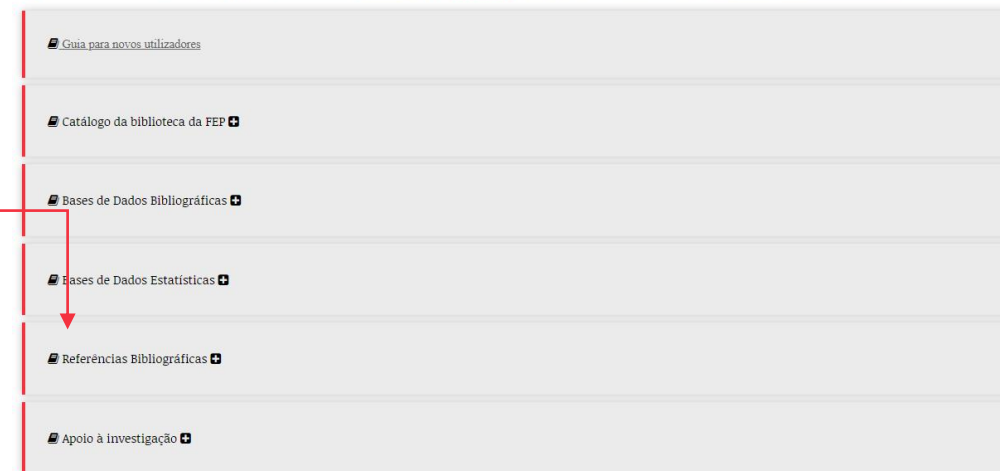 Guia para novos utilizadores
Catálogo da biblioteca da FEP
Bases de Dados Bibliográficas
Bases de Dados Estatísticas
Referências Bibliográficas
Apoio à investigação